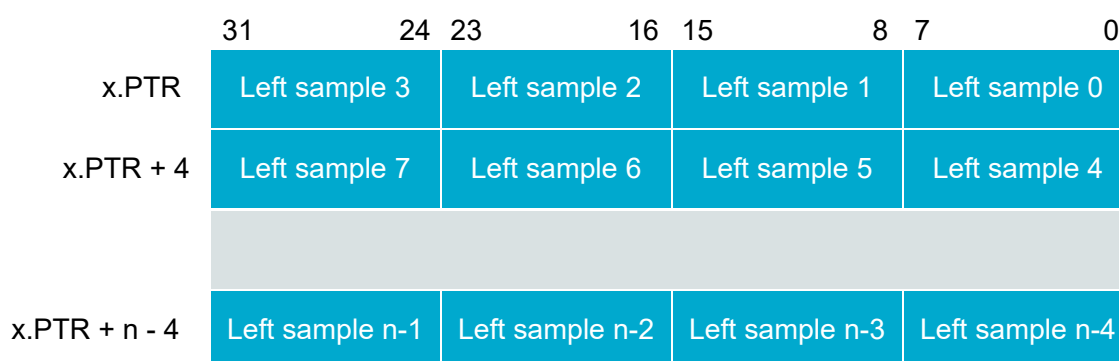 31 24 23 16 15 8 7 0
x.PTR Left sample 3 Left sample 2 Left sample 1 Left sample 0
x.PTR + 4 Left sample 7 Left sample 6 Left sample 5 Left sample 4
x.PTR + n - 4 Left sample n-1 Left sample n-2 Left sample n-3 Left sample n-4